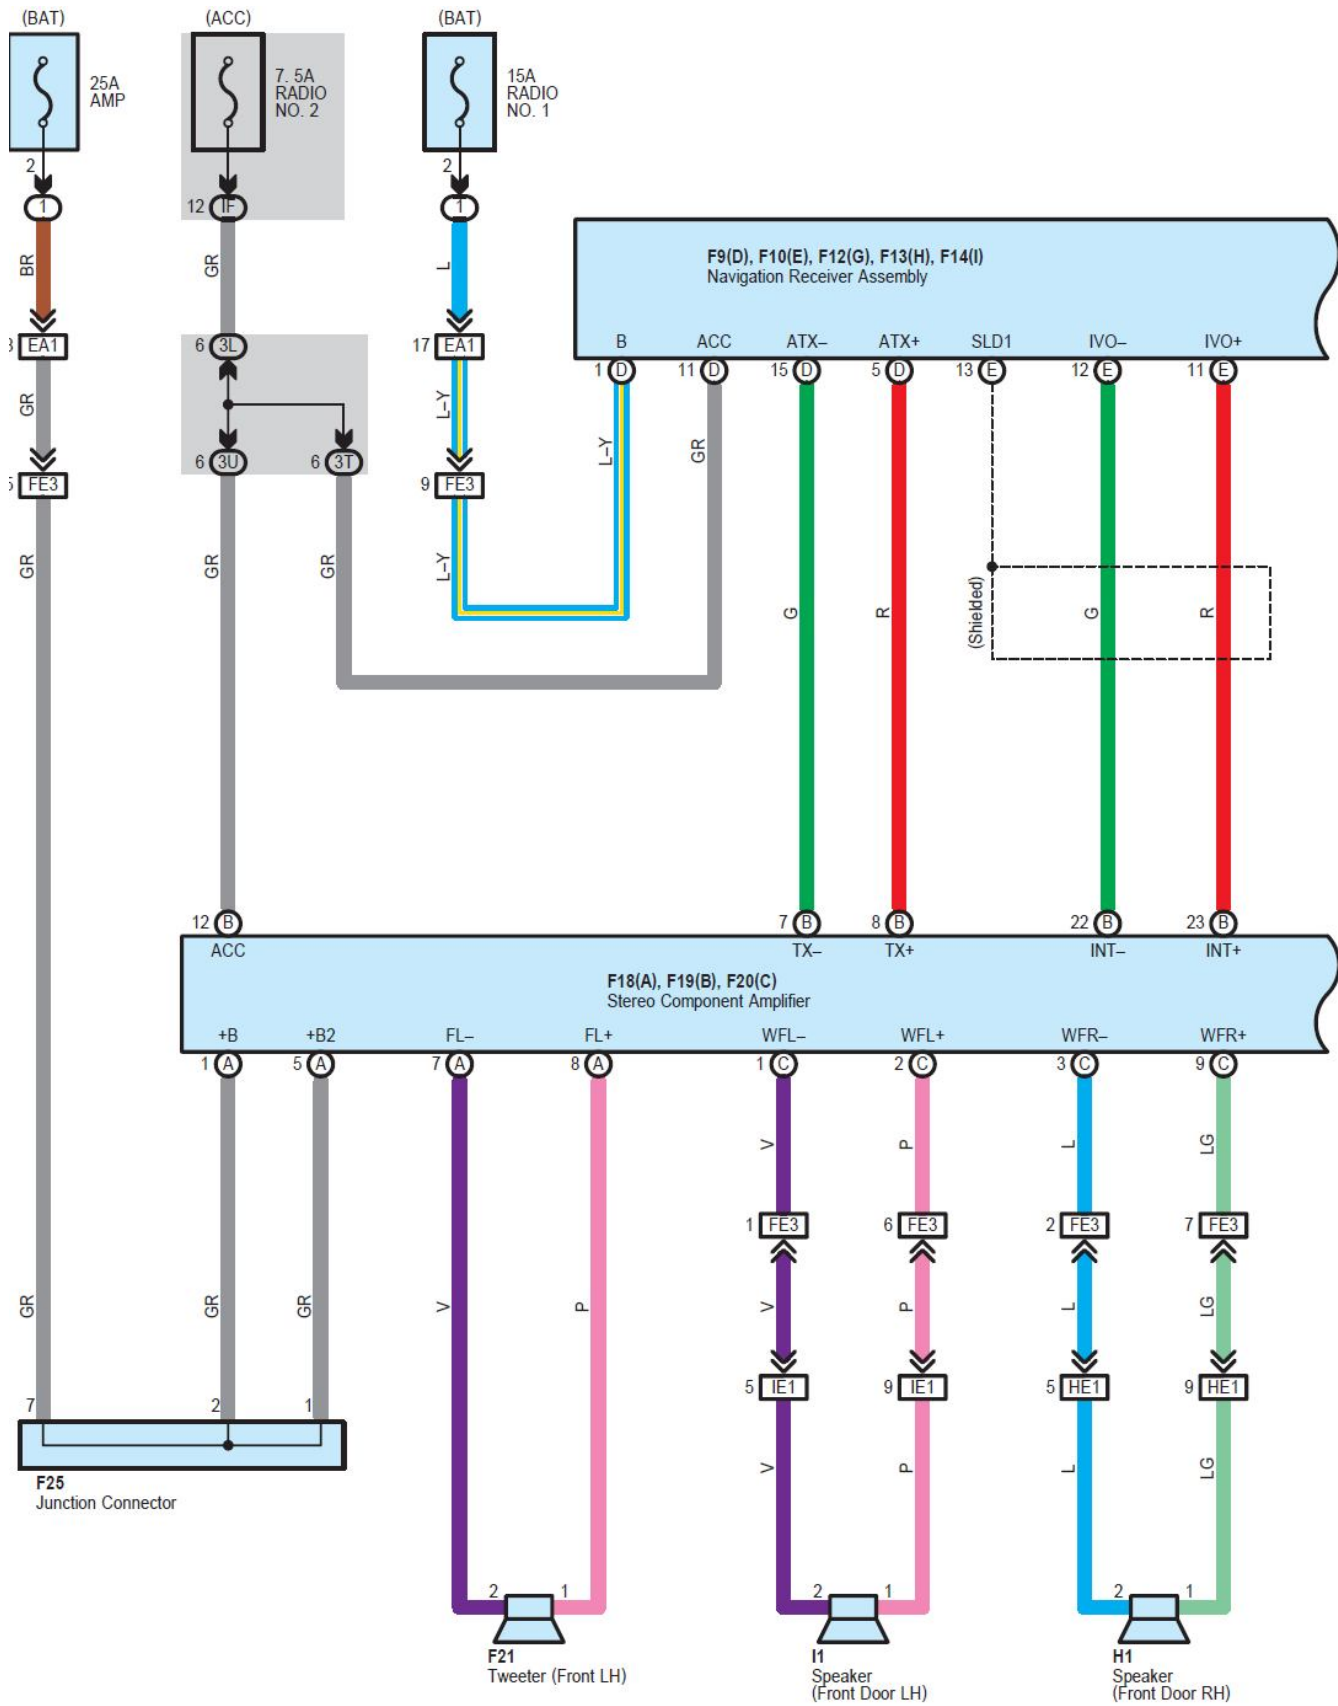 (BAT)
(ACC)
(BAT)
25A
AMP
7. 5A
RADIO
NO. 2
15A
RADIO
NO. 1
2
2
1
12 IF
1
BR
GR
L
F9(D), F10(E), F12(G), F13(H), F14(I)
Navigation Receiver Assembly
B ACC ATX– ATX+ SLD1 IVO– IVO+
EA1
6 3L
17 EA1
1 D 11 D 15 D 5 D 13 E 12 E 11 E
GR
L–Y
L–Y
GR
6 3U
6 3T
FE3
9 FE3
GR
GR
GR
L–Y
G
R
(Shielded)
G
R
12 B 7 B 8 B 22 B 23 B
ACC TX– TX+ INT– INT+
F18(A), F19(B), F20(C)
Stereo Component Amplifier
+B +B2 FL– FL+ WFL– WFL+ WFR– WFR+
1 A 5 A 7 A 8 A 1 C 2 C 3 C 9 C
V P L LG
1 FE3 6 FE3 2 FE3 7 FE3
GR GR GR V P V P L LG
5 IE1 9 IE1 5 HE1 9 HE1
7 2 1
V P L LG
F25
Junction Connector
2 1 2 1 2 1
F21
Tweeter (Front LH)
I1
Speaker
(Front Door LH)
H1
Speaker
(Front Door RH)